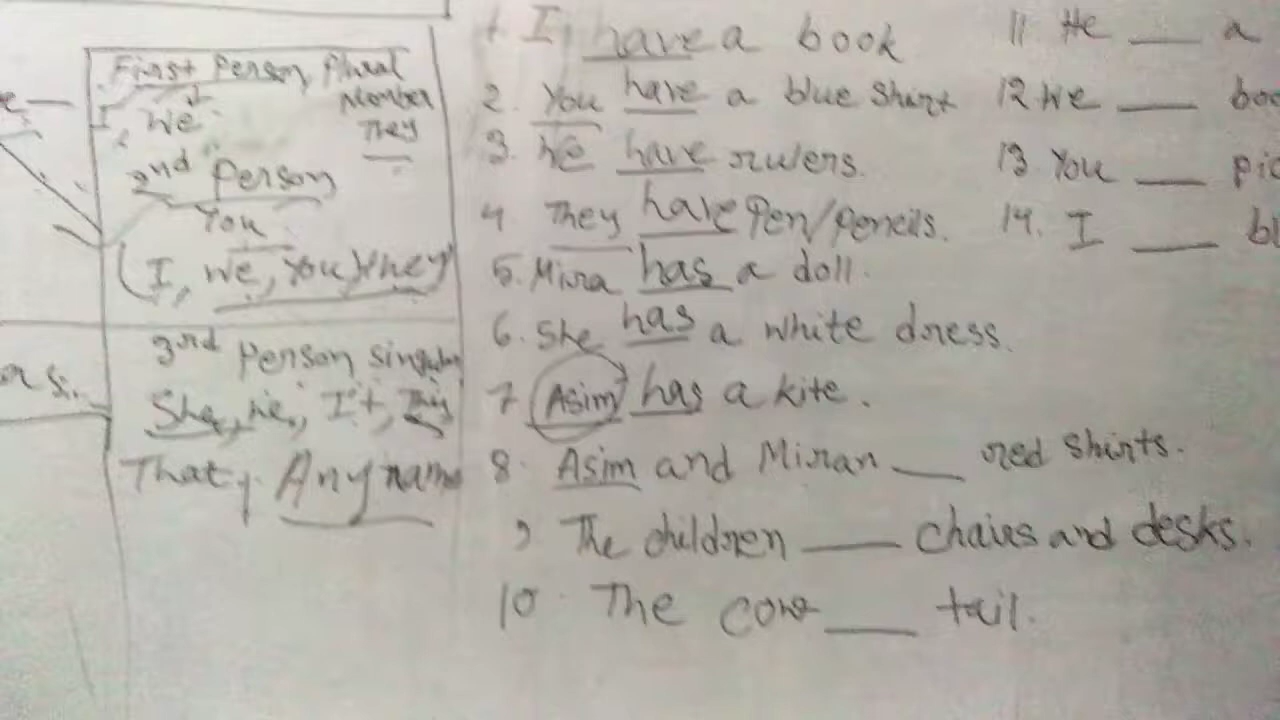 First Person, Plural
Number
We
They
2nd Person
You
(I, We, You, They
3rd Person singular
She, He, It, This
That, Any name
1. I have a book
2. You have a blue Shirt
3. We have rulers.
4 They have Pen/Pencils.
5. Mira has a doll.
6. She has a white dress.
7 Asim has a kite.
8. Asim and Miran ___ red shirts.
9 The children ___ chairs and desks.
10. The cow ___ tail.
11 He ___ a
12 We ___
13. You ___
14. I ___